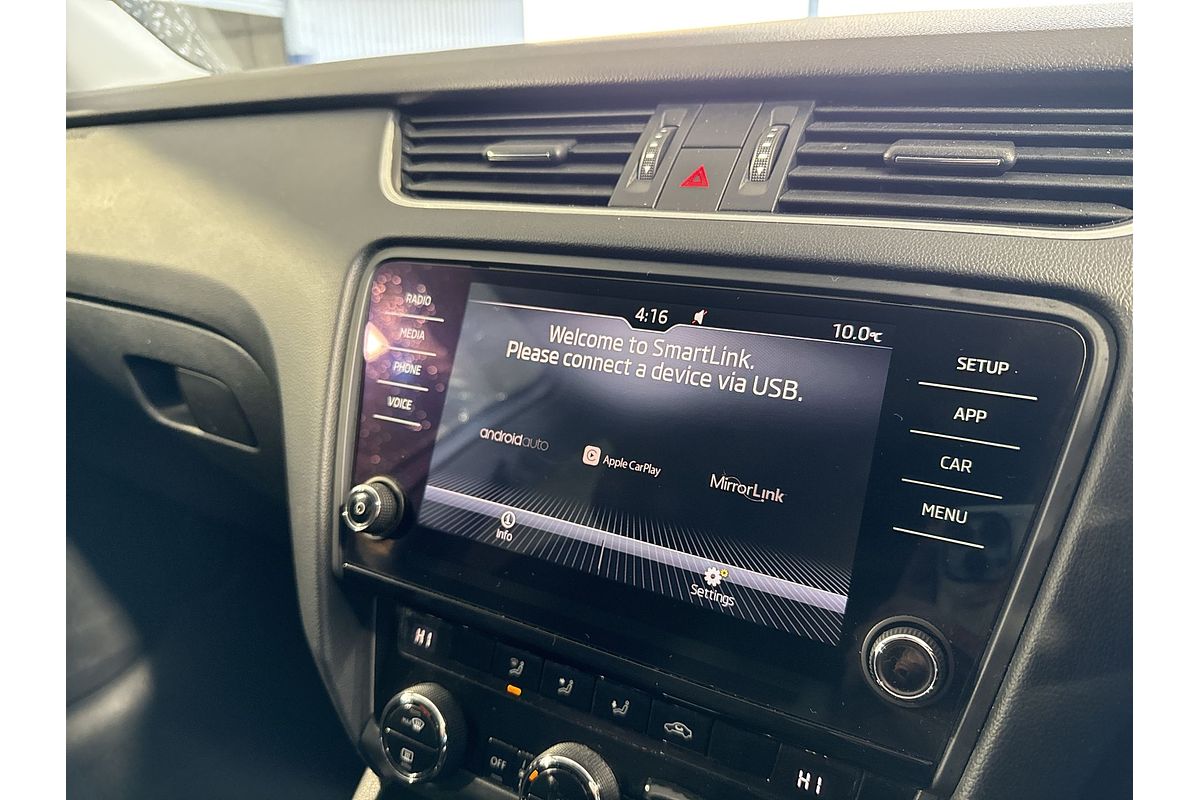 RADIO
MEDIA
PHONE
VOICE
4:16
10.0°C
Welcome to SmartLink.
Please connect a device via USB.
androidauto
Apple CarPlay
MirrorLink
Info
Settings
SETUP
APP
CAR
MENU
HI
OFF
HI